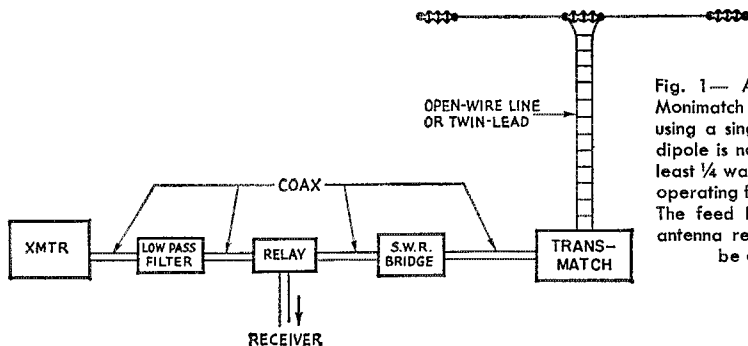 OPEN-WIRE LINE
OR TWIN-LEAD
COAX
XMTR
LOW PASS
FILTER
RELAY
S.W.R.
BRIDGE
TRANS-
MATCH
RECEIVER
Fig. 1— A
Monimatch
using a sing
dipole is no
least ¼ wa
operating f
The feed l
antenna re
be